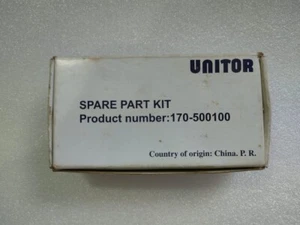 UNITOR
SPARE PART KIT
Product number:170-500100
Country of origin: China. P. R.